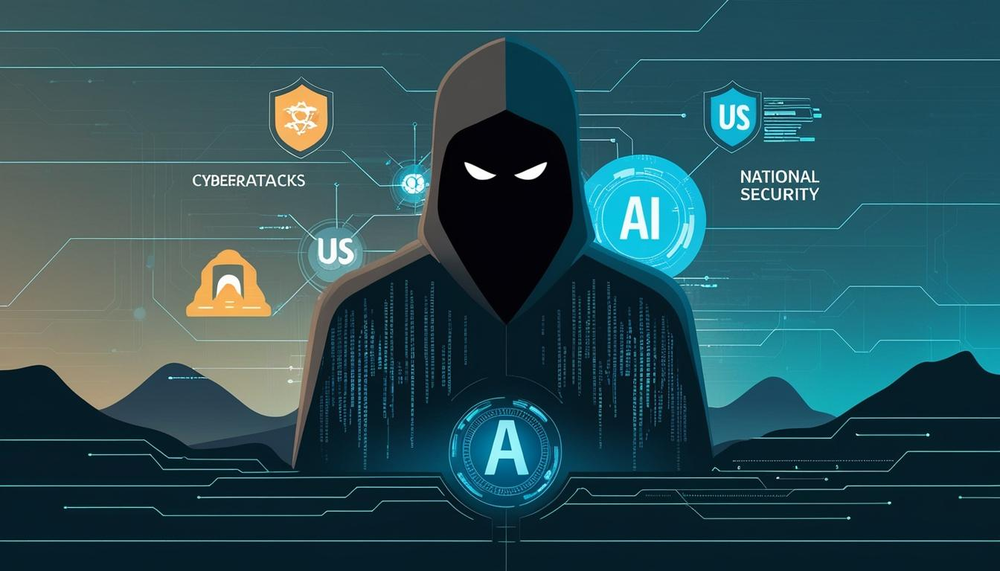 US
CYBEERATACKS
NATIONAL
SECURITY
AI
US
A